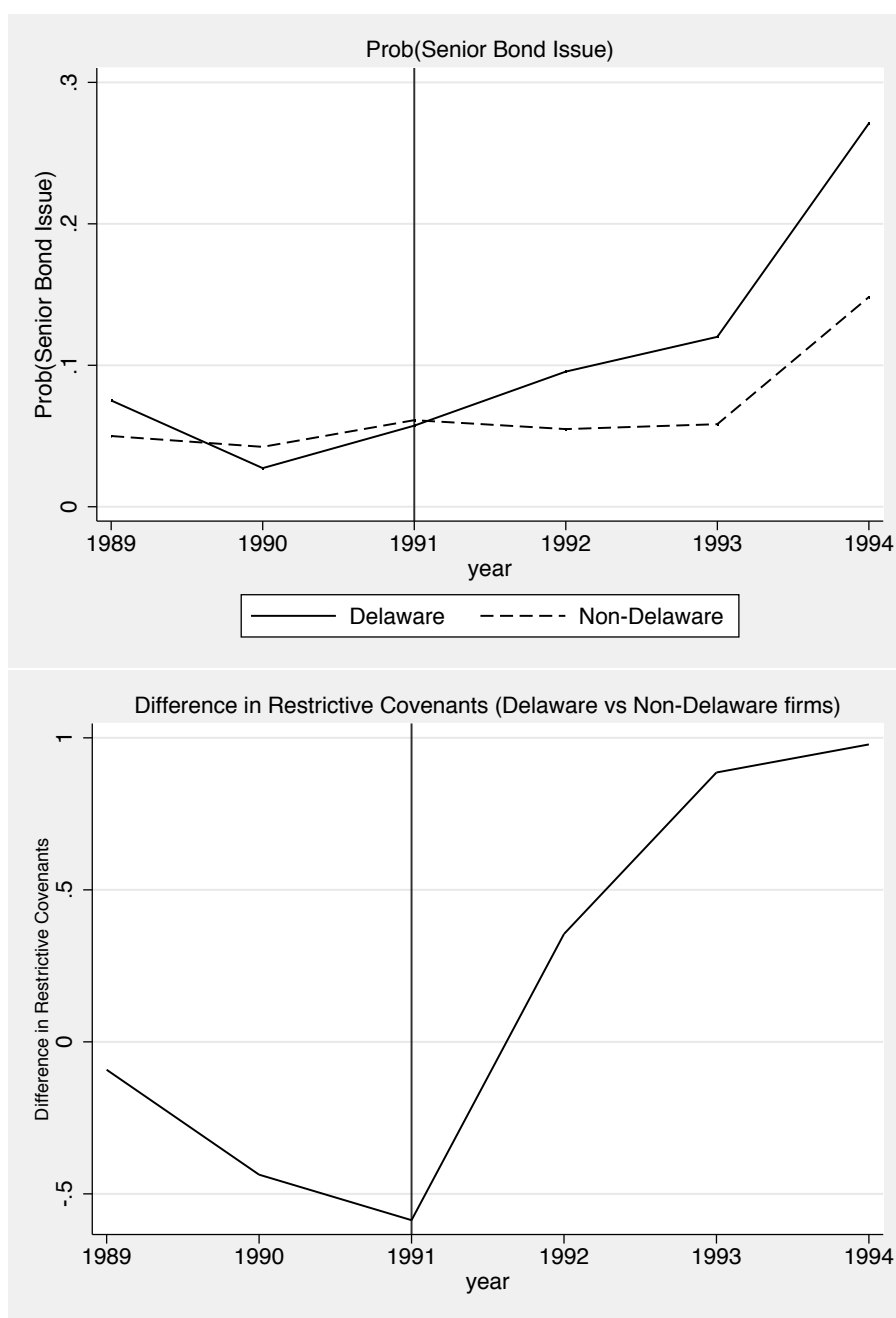 Prob(Senior Bond Issue)
Prob(Senior Bond Issue)
.3
.2
.1
0
1989 1990 1991 1992 1993 1994
year
Delaware Non-Delaware
Difference in Restrictive Covenants (Delaware vs Non-Delaware firms)
Difference in Restrictive Covenants
1
.5
0
-.5
1989 1990 1991 1992 1993 1994
year